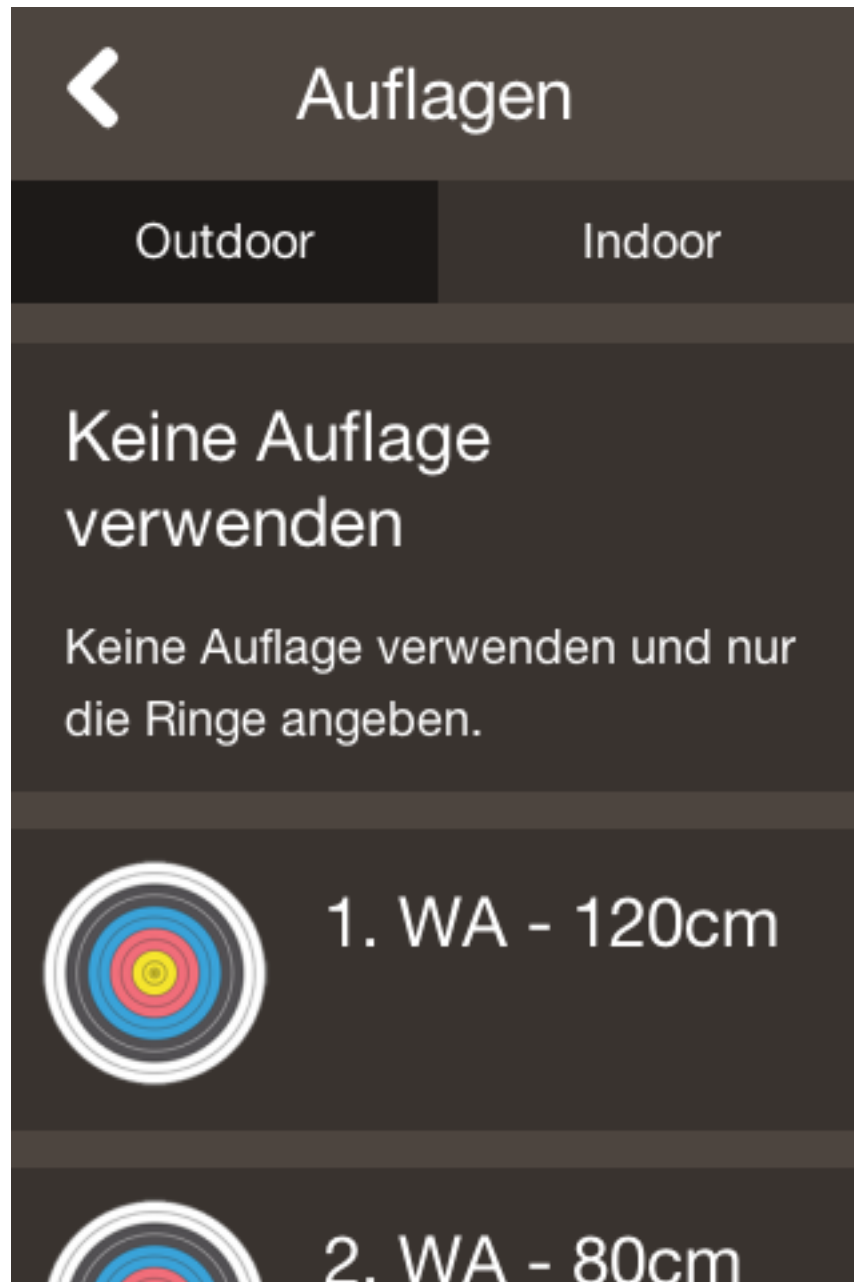 Auflagen
Outdoor Indoor
Keine Auflage
verwenden
Keine Auflage verwenden und nur
die Ringe angeben.
1. WA - 120cm
2. WA - 80cm